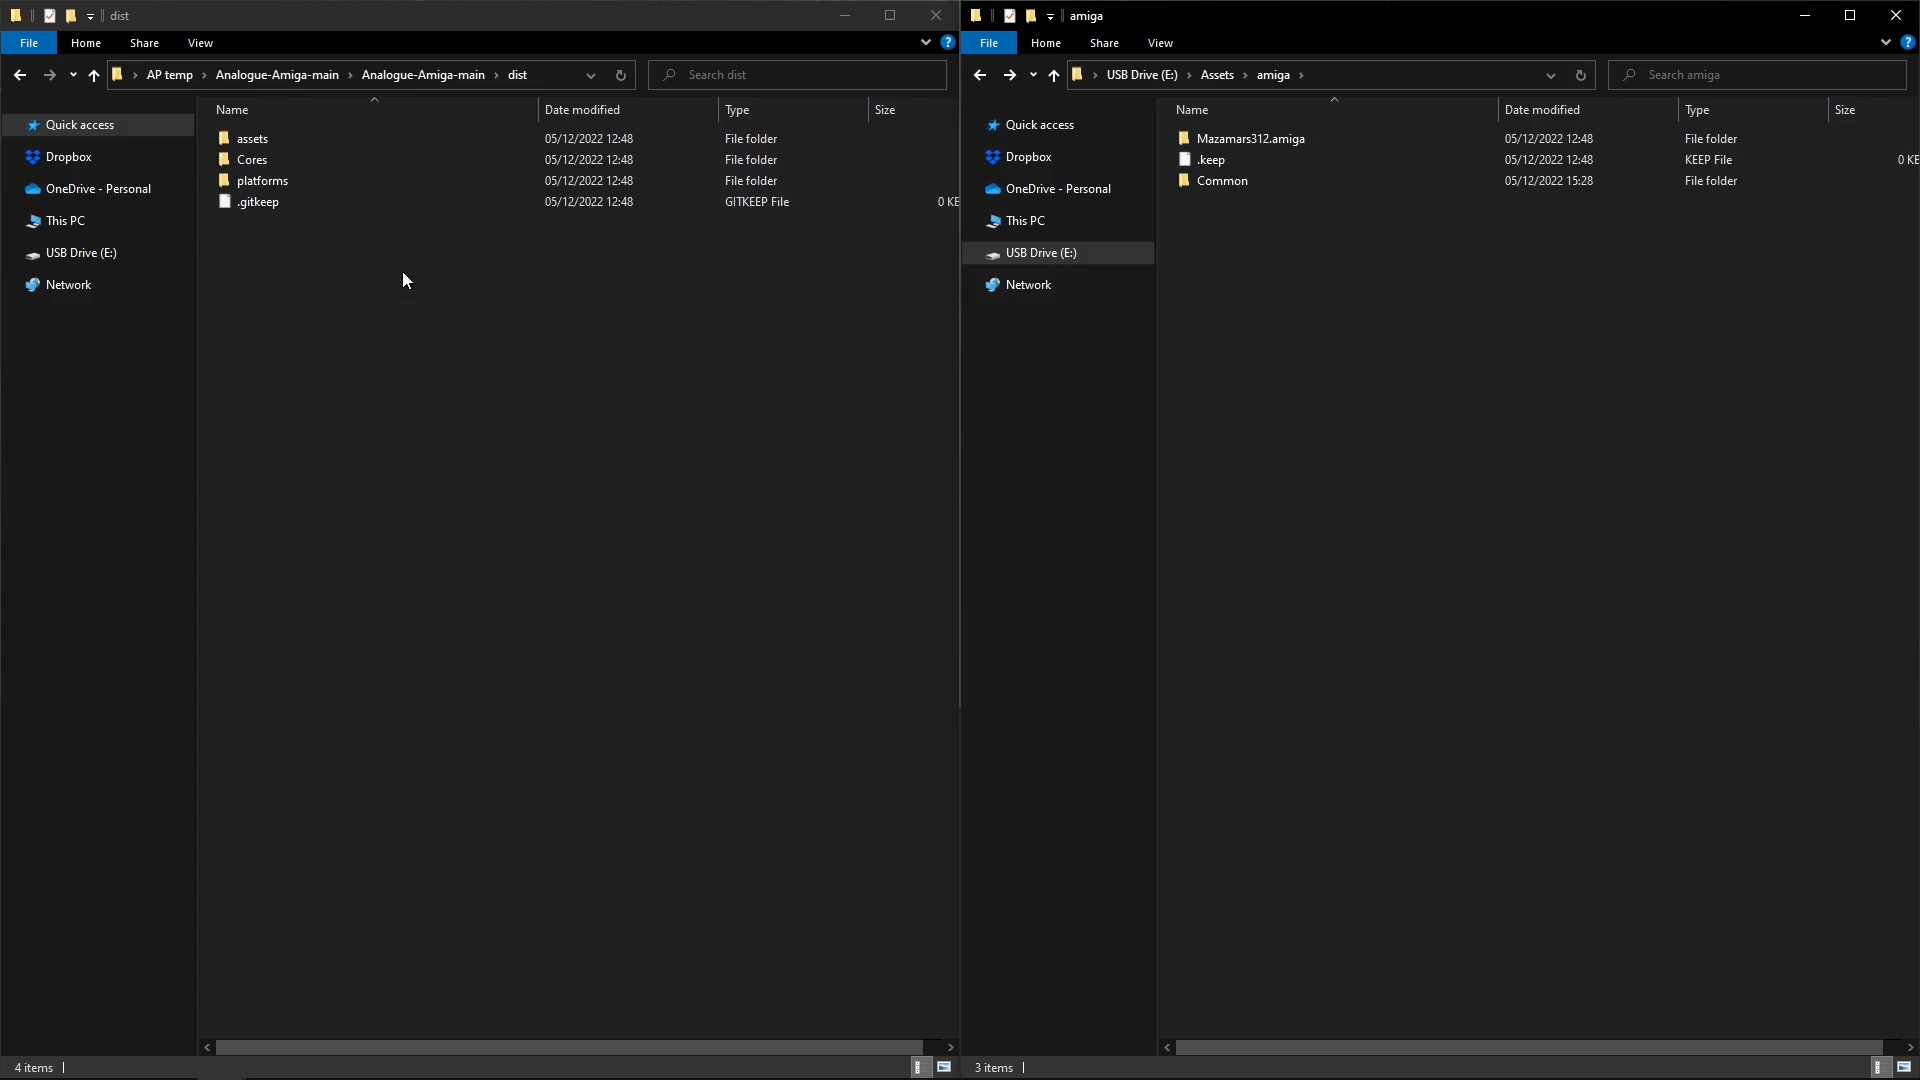 dist
File Home Share View
AP temp Analogue-Amiga-main Analogue-Amiga-main dist
Search dist
Quick access
Dropbox
OneDrive - Personal
This PC
USB Drive (E:)
Network
Name Date modified Type Size
assets 05/12/2022 12:48 File folder
Cores 05/12/2022 12:48 File folder
platforms 05/12/2022 12:48 File folder
.gitkeep 05/12/2022 12:48 GITKEEP File 0 KE
4 items
amiga
File Home Share View
USB Drive (E:) Assets amiga
Search amiga
Quick access
Dropbox
OneDrive - Personal
This PC
USB Drive (E:)
Network
Name Date modified Type Size
Mazamars312.amiga 05/12/2022 12:48 File folder
.keep 05/12/2022 12:48 KEEP File 0 KE
Common 05/12/2022 15:28 File folder
3 items